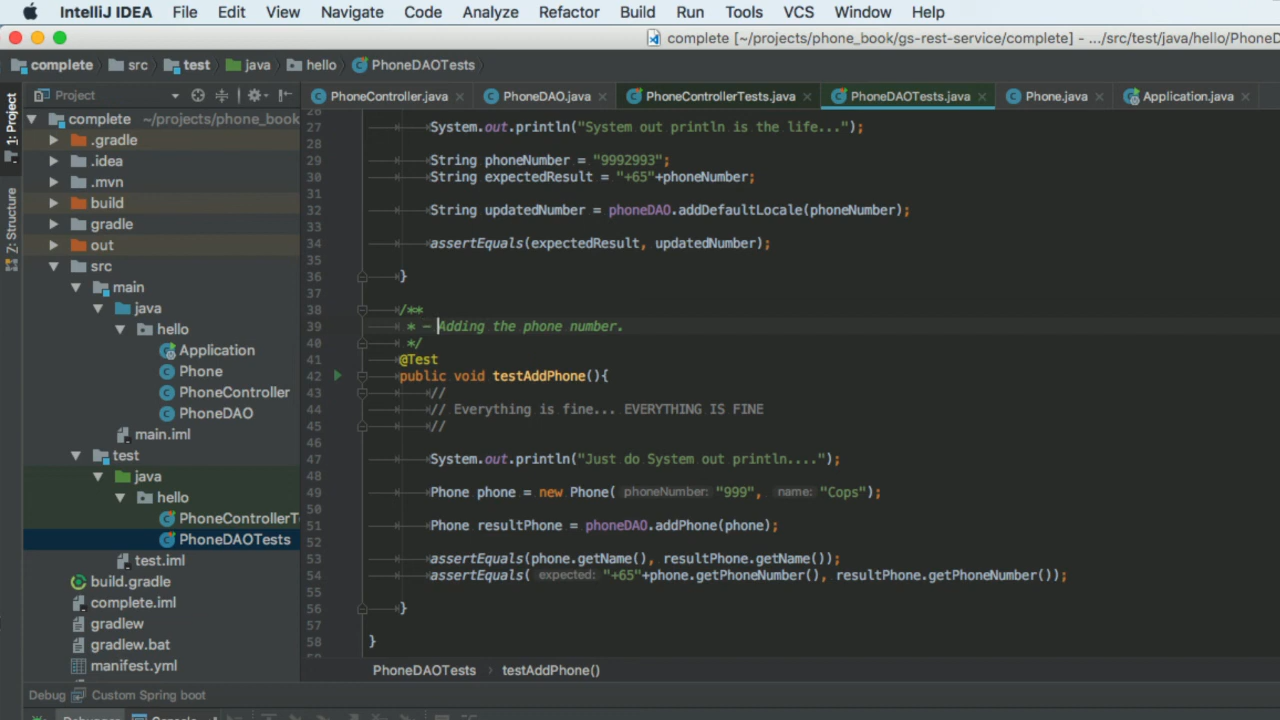 IntelliJ IDEA File Edit View Navigate Code Analyze Refactor Build Run Tools VCS Window Help
complete [~/projects/phone_book/gs-rest-service/complete] - .../src/test/java/hello/PhoneD
complete src test java hello PhoneDAOTests
1: Project
Z: Structure
Project
PhoneController.java PhoneDAO.java PhoneControllerTests.java PhoneDAOTests.java Phone.java Application.java
complete ~/projects/phone_book
.gradle
.idea
.mvn
build
gradle
out
src
main
java
hello
Application
Phone
PhoneController
PhoneDAO
main.iml
test
java
hello
PhoneControllerT
PhoneDAOTests
test.iml
build.gradle
complete.iml
gradlew
gradlew.bat
manifest.yml
27 System.out.println("System out println is the life...");
28
29 String phoneNumber = "9992993";
30 String expectedResult = "+65"+phoneNumber;
31
32 String updatedNumber = phoneDAO.addDefaultLocale(phoneNumber);
33
34 assertEquals(expectedResult, updatedNumber);
35
36 }
37
38 /**
39 * - Adding the phone number.
40 */
41 @Test
42 public void testAddPhone(){
43 //
44 // Everything is fine... EVERYTHING IS FINE
45 //
46
47 System.out.println("Just do System out println....");
48
49 Phone phone = new Phone( phoneNumber: "999", name: "Cops");
50
51 Phone resultPhone = phoneDAO.addPhone(phone);
52
53 assertEquals(phone.getName(), resultPhone.getName());
54 assertEquals( expected: "+65"+phone.getPhoneNumber(), resultPhone.getPhoneNumber());
55
56 }
57
58 }
PhoneDAOTests > testAddPhone()
Debug Custom Spring boot
Debugger Console